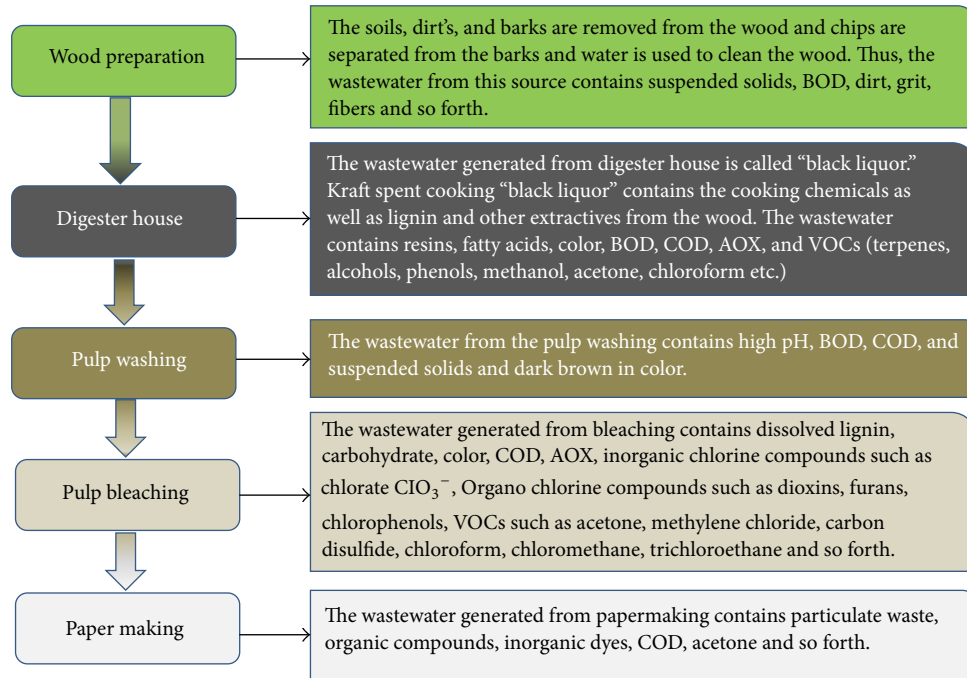 Wood preparation
The soils, dirt's, and barks are removed from the wood and chips are
separated from the barks and water is used to clean the wood. Thus, the
wastewater from this source contains suspended solids, BOD, dirt, grit,
fibers and so forth.
Digester house
The wastewater generated from digester house is called “black liquor.”
Kraft spent cooking “black liquor” contains the cooking chemicals as
well as lignin and other extractives from the wood. The wastewater
contains resins, fatty acids, color, BOD, COD, AOX, and VOCs (terpenes,
alcohols, phenols, methanol, acetone, chloroform etc.)
Pulp washing
The wastewater from the pulp washing contains high pH, BOD, COD, and
suspended solids and dark brown in color.
Pulp bleaching
The wastewater generated from bleaching contains dissolved lignin,
carbohydrate, color, COD, AOX, inorganic chlorine compounds such as
chlorate CIO₃⁻, Organo chlorine compounds such as dioxins, furans,
chlorophenols, VOCs such as acetone, methylene chloride, carbon
disulfide, chloroform, chloromethane, trichloroethane and so forth.
Paper making
The wastewater generated from papermaking contains particulate waste,
organic compounds, inorganic dyes, COD, acetone and so forth.